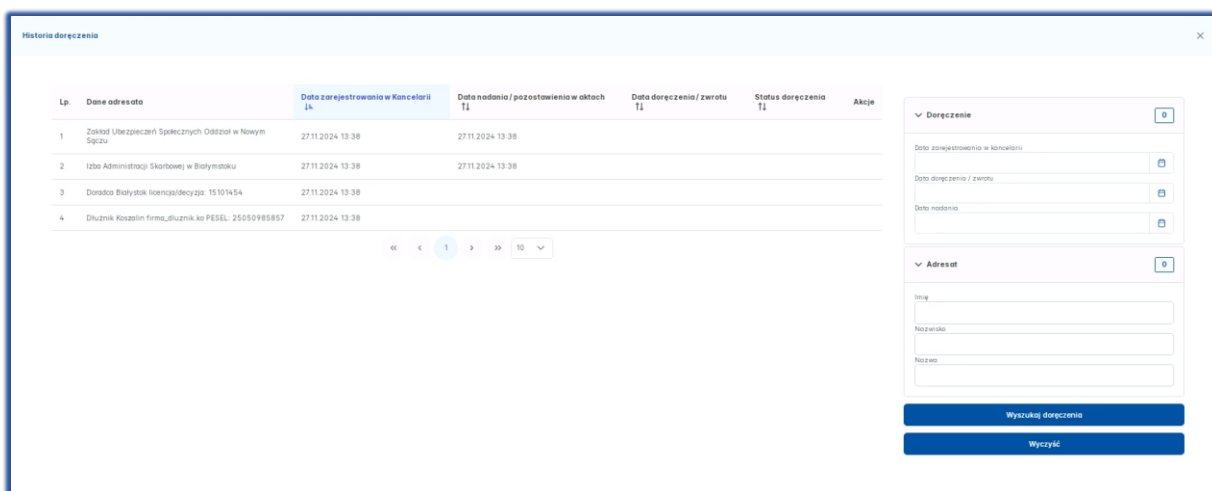 Historia doręczenia
Lp. Dane adresata Data zarejestrowania w Kancelarii Data nadania / pozostawienia w aktach Data doręczenia / zwrotu Status doręczenia Akcje
1 Zakład Ubezpieczeń Społecznych Oddział w Nowym
Sączu 27.11.2024 13:38 27.11.2024 13:38
2 Izba Administracji Skarbowej w Białymstoku 27.11.2024 13:38 27.11.2024 13:38
3 Doradca Białystok licencja/decyzja: 15101454 27.11.2024 13:38
4 Dłuznik Koszalin firma_dluznik.ko PESEL: 25050985857 27.11.2024 13:38
1 10
Doręczenie 0
Data zarejestrowania w kancelarii
Data doręczenia / zwrotu
Data nadania
Adresat 0
Imię
Nazwisko
Nazwa
Wyszukaj doręczenia
Wyczyść